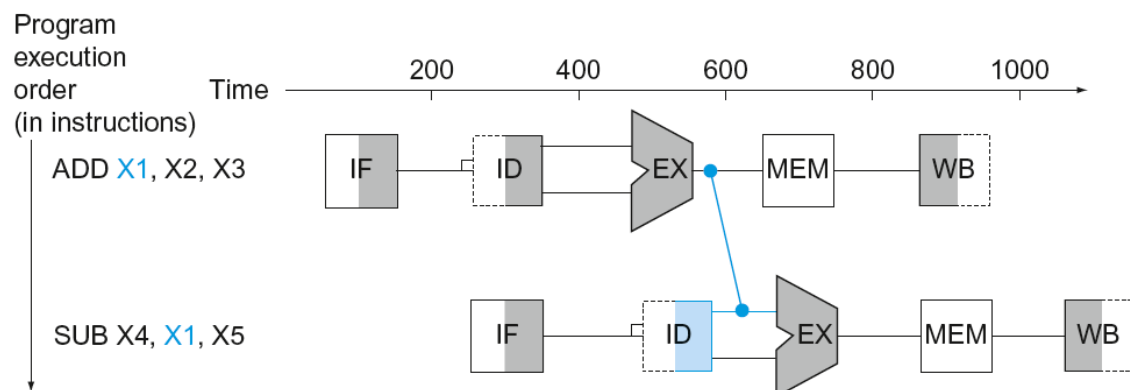 Program
execution
order
(in instructions)
Time
200 400 600 800 1000
ADD X1, X2, X3
IF ID EX MEM WB
SUB X4, X1, X5
IF ID EX MEM WB